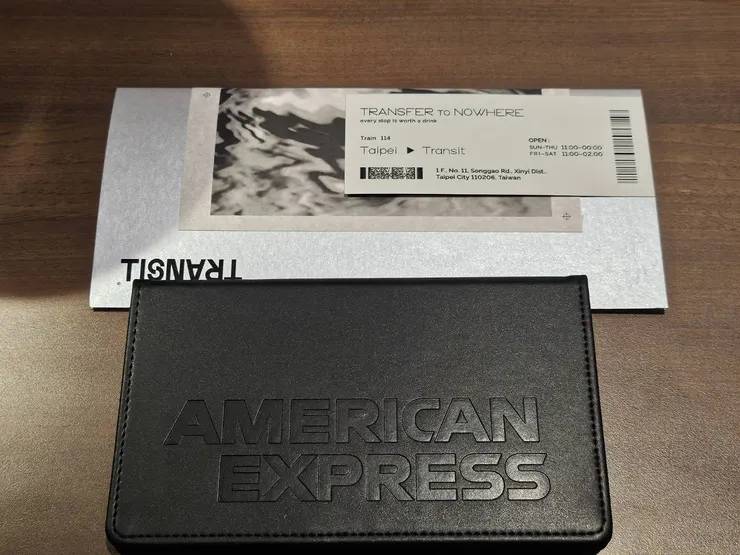 TRANSFER TO NOWHERE
every stop is worth a drink
Train 114
Taipei ▶ Transit
OPEN:
SUN-THU 11:00-00:00
FRI-SAT 11:00-02:00
1 F., No. 11, Songgao Rd., Xinyi Dist.,
Taipei City 110206, Taiwan
TRANSIT
AMERICAN
EXPRESS